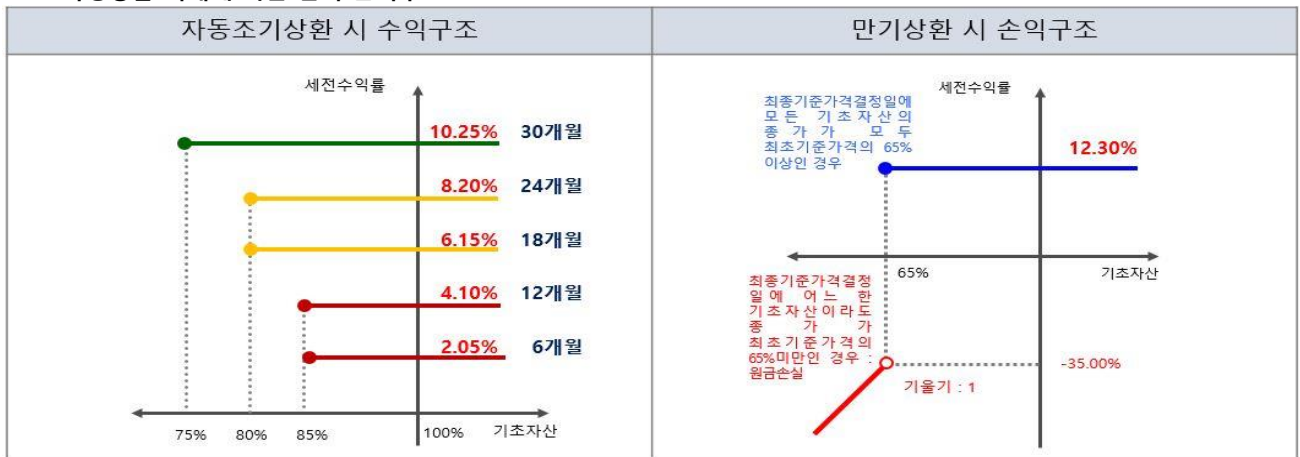 자동조기상환 시 수익구조
만기상환 시 손익구조
세전수익률
10.25% 30개월
8.20% 24개월
6.15% 18개월
4.10% 12개월
2.05% 6개월
75% 80% 85% 100% 기초자산
세전수익률
최종기준가격결정일에
모든 기초자산의
종가가 모두
최초기준가격의 65%
이상인 경우
12.30%
65% 기초자산
최종기준가격결정
일에 어느 한
기초자산이라도
종가가
최초기준가격의
65%미만인 경우 :
원금손실
-35.00%
기울기 : 1